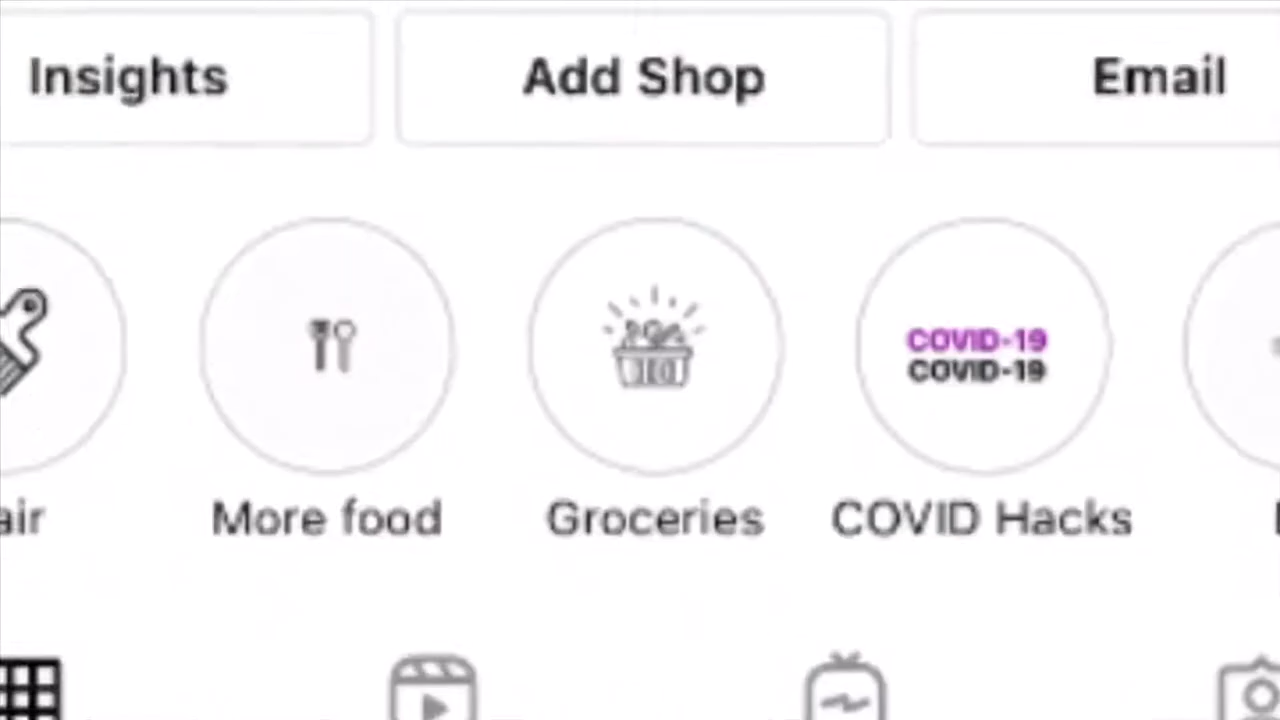 Insights
Add Shop
Email
COVID-19
COVID-19
air
More food
Groceries
COVID Hacks